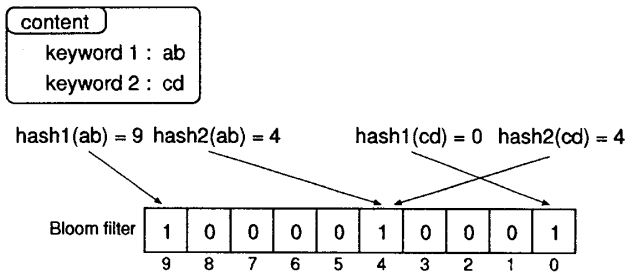 content
keyword 1 : ab
keyword 2 : cd
hash1(ab) = 9 hash2(ab) = 4 hash1(cd) = 0 hash2(cd) = 4
Bloom filter 1 0 0 0 0 1 0 0 0 1
9 8 7 6 5 4 3 2 1 0